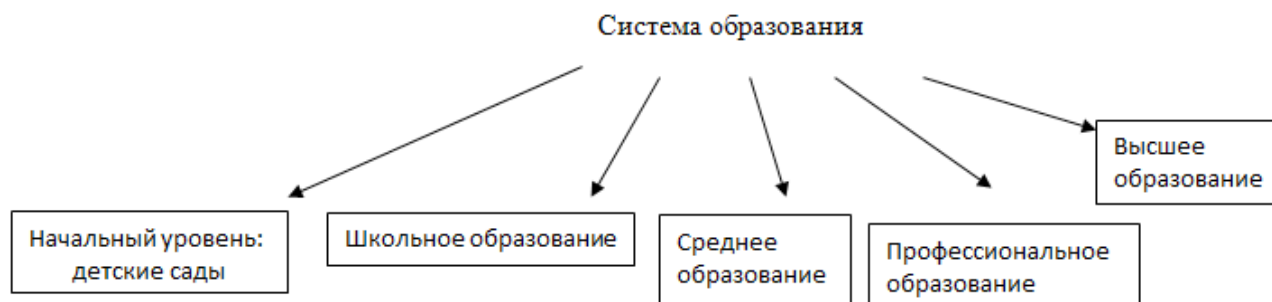 Система образования
Начальный уровень:
детские сады
Школьное образование
Среднее
образование
Профессиональное
образование
Высшее
образование